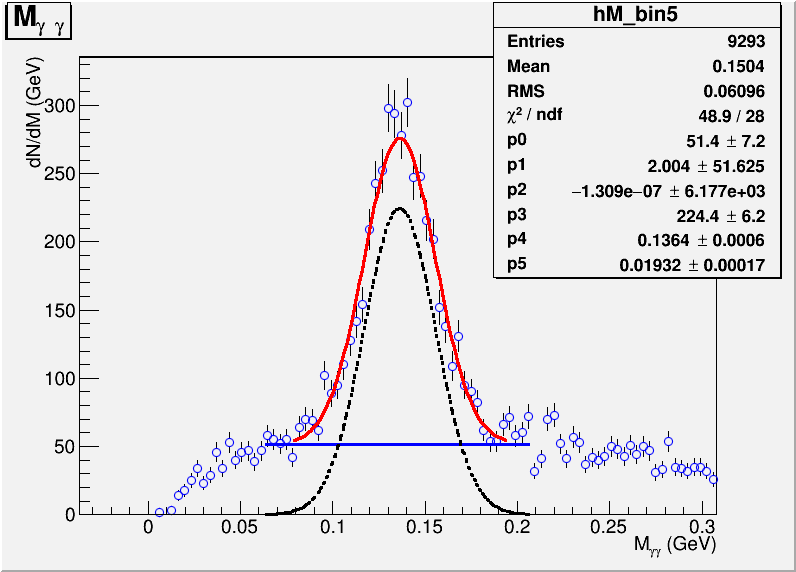 M_γ γ
hM_bin5
Entries 9293
Mean 0.1504
RMS 0.06096
χ² / ndf 48.9 / 28
p0 51.4 ± 7.2
p1 2.004 ± 51.625
p2 −1.309e−07 ± 6.177e+03
p3 224.4 ± 6.2
p4 0.1364 ± 0.0006
p5 0.01932 ± 0.00017
dN/dM (GeV)
300
250
200
150
100
50
0
0 0.05 0.1 0.15 0.2 0.25 0.3
M_γγ (GeV)